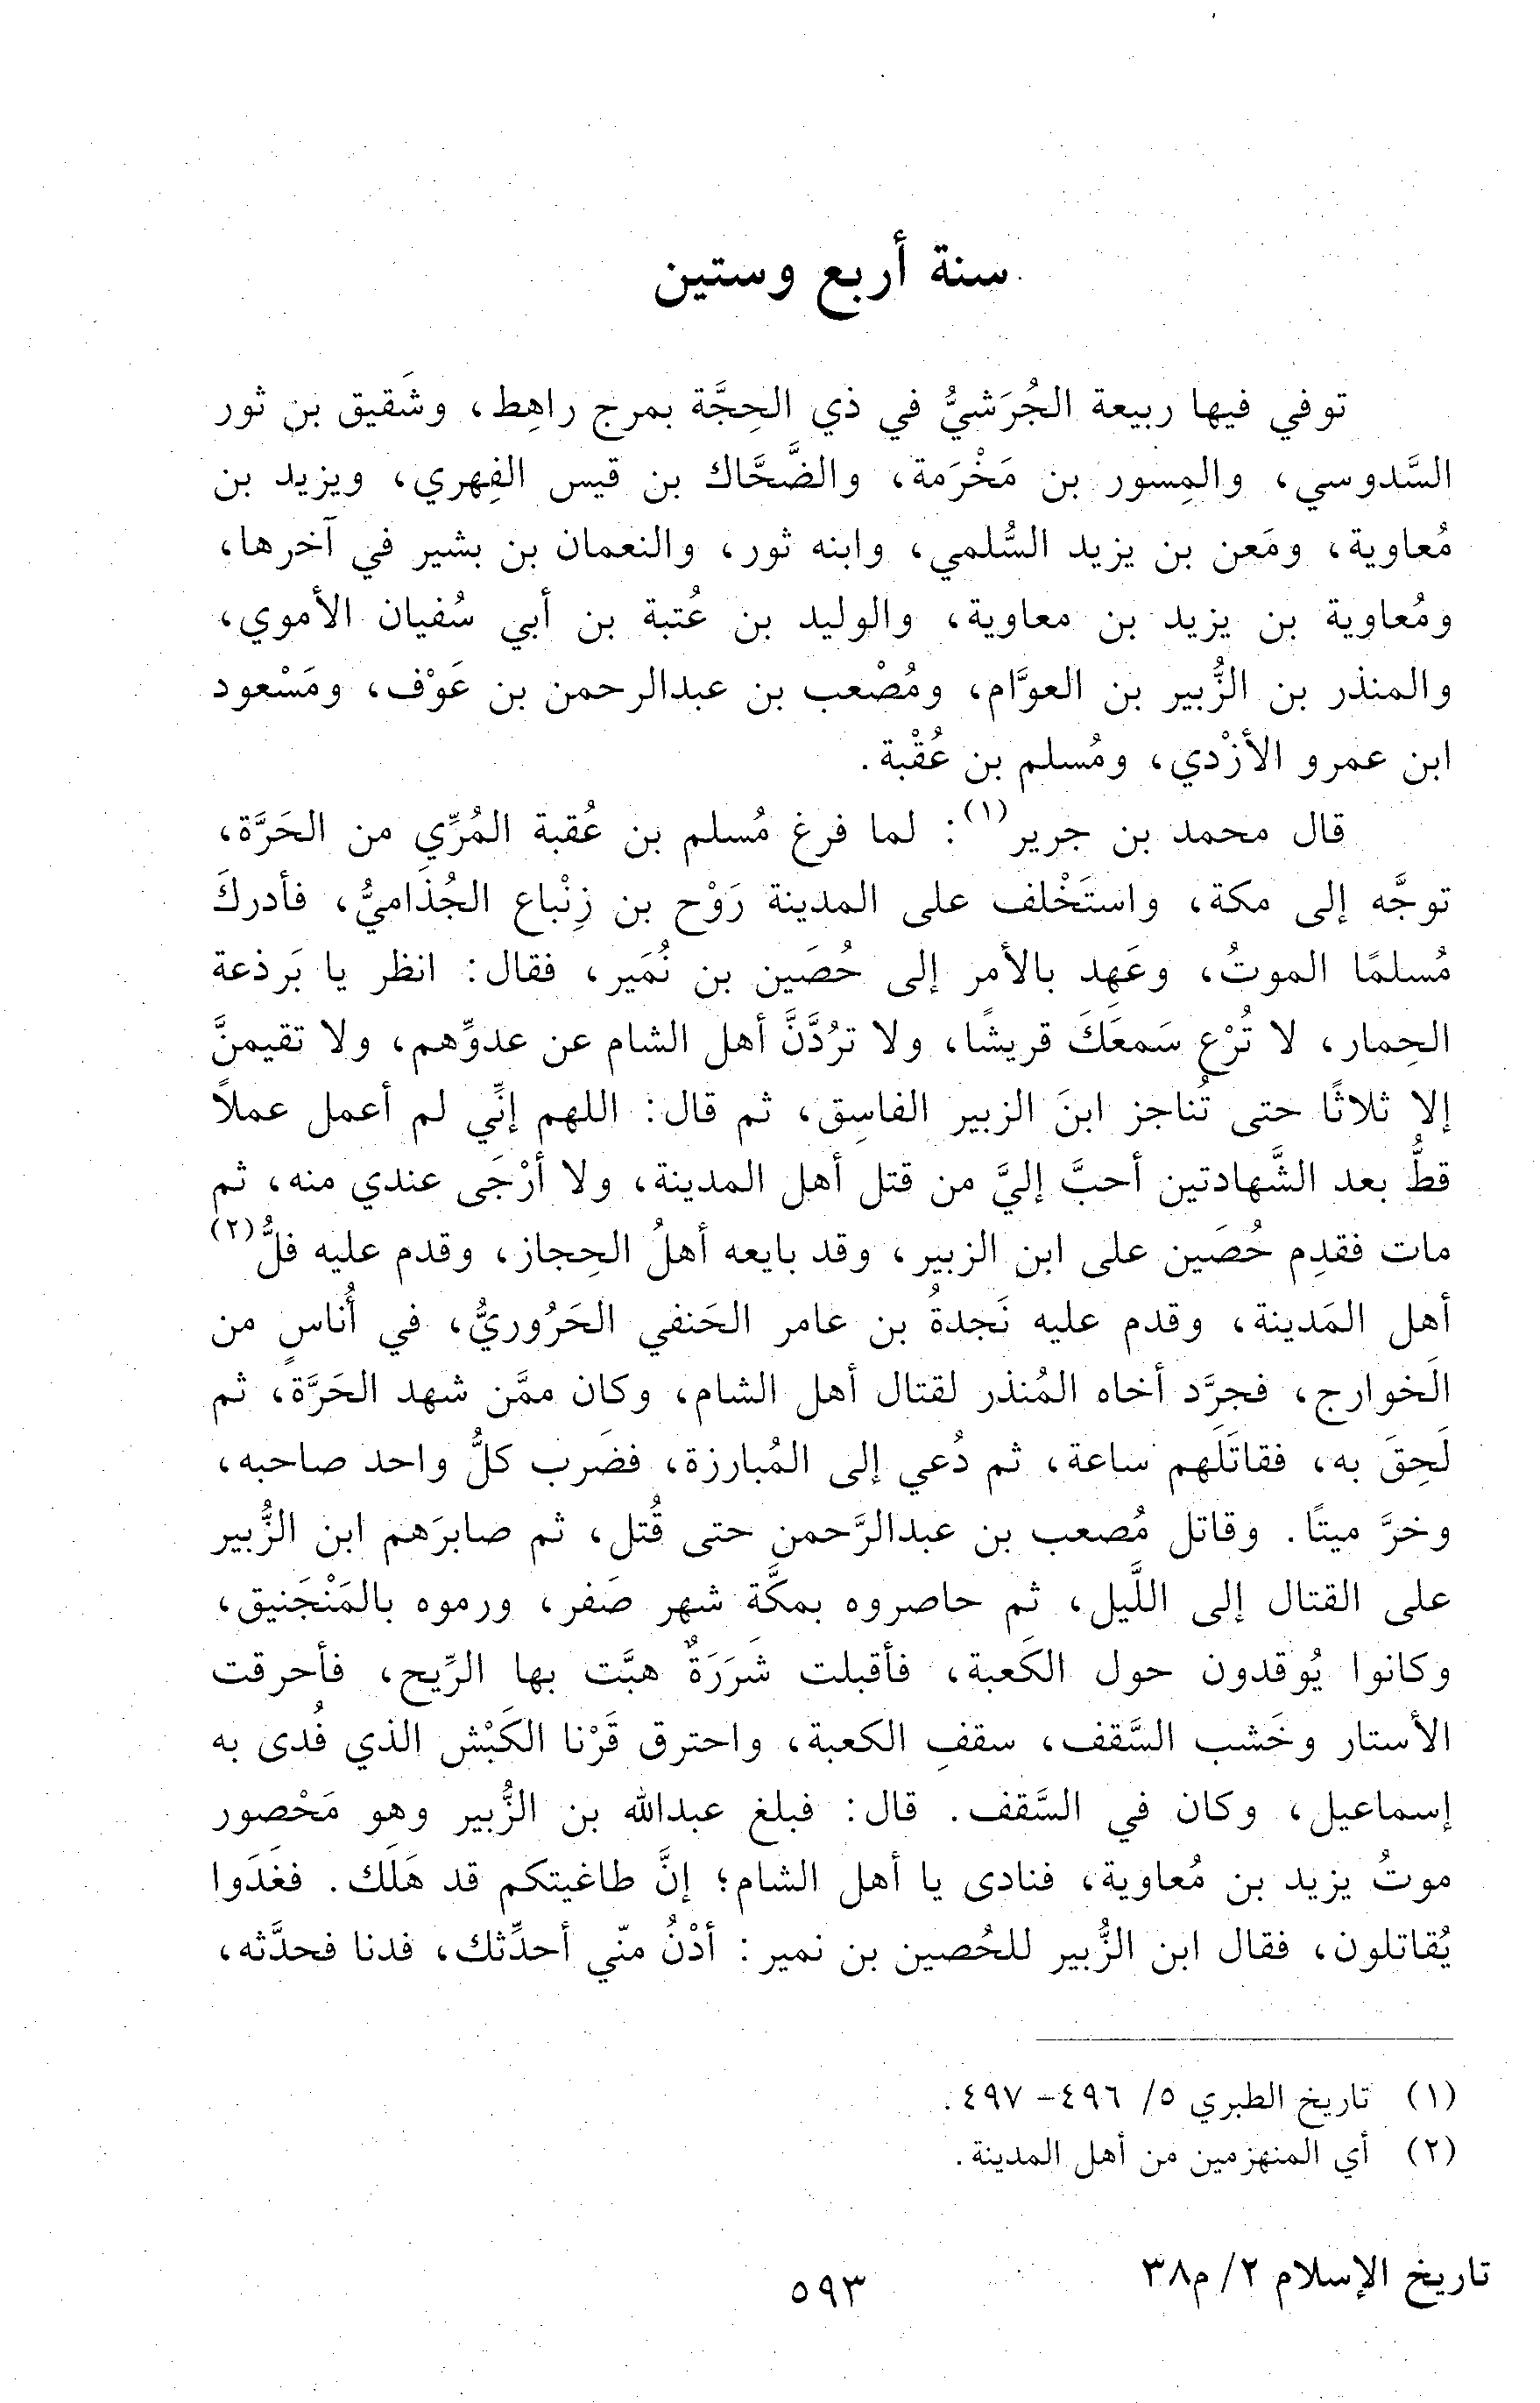 سنة أربع وستين
توفي فيها ربيعة الجُرَشيُّ في ذي الحِجَّة بمرج راهِط، وشَقيق بن ثور
السَّدوسي، والمِسور بن مَخْرَمة، والضَّحَّاك بن قيس الفِهري، ويزيد بن
مُعاوية، ومَعن بن يزيد السُّلمي، وابنه ثور، والنعمان بن بشير في آخرها،
ومُعاوية بن يزيد بن معاوية، والوليد بن عُتبة بن أبي سُفيان الأموي،
والمنذر بن الزُّبير بن العوَّام، ومُصْعب بن عبدالرحمن بن عَوْف، ومَسْعود
ابن عمرو الأزْدي، ومُسلم بن عُقْبة.
قال محمد بن جرير(١): لما فرغ مُسلم بن عُقبة المُرِّي من الحَرَّة،
توجَّه إلى مكة، واستَخْلف على المدينة رَوْح بن زِنْباع الجُذَاميُّ، فأدركَ
مُسلمًا الموتُ، وعَهِد بالأمر إلى حُصَين بن نُمَير، فقال: انظر يا بَرذعة
الحِمار، لا تُرْعِ سَمعَكَ قريشًا، ولا تردَّنَّ أهل الشام عن عدوِّهم، ولا تقيمنَّ
إلا ثلاثًا حتى تُناجز ابنَ الزبير الفاسِق، ثم قال: اللهم إنِّي لم أعمل عملاً
قطُّ بعد الشَّهادتين أحبَّ إليَّ من قتل أهل المدينة، ولا أرْجَى عندي منه، ثم
مات فقدِم حُصَين على ابن الزبير، وقد بايعه أهلُ الحِجاز، وقدم عليه فلُّ(٢)
أهل المَدينة، وقدم عليه نَجدةُ بن عامر الحَنفي الحَرُوريُّ، في أُناسٍ من
الخوارج، فجرَّد أخاه المُنذر لقتال أهل الشام، وكان ممَّن شهد الحَرَّة، ثم
لَحِقَ به، فقاتَلَهم ساعة، ثم دُعي إلى المُبارزة، فضَرب كلُّ واحد صاحبه،
وخرَّ ميتًا. وقاتل مُصعب بن عبدالرَّحمن حتى قُتل، ثم صابرَهم ابن الزُّبير
على القتال إلى اللَّيل، ثم حاصروه بمكَّة شهر صَفر، ورموه بالمَنْجَنيق،
وكانوا يُوقدون حول الكَعبة، فأقبلت شَرَرَةٌ هبَّت بها الرِّيح، فأحرقت
الأستار وخَشب السَّقف، سقفِ الكعبة، واحترق قَرْنا الكَبْش الذي فُدى به
إسماعيل، وكان في السَّقف. قال: فبلغ عبدالله بن الزُّبير وهو مَحْصور
موتُ يزيد بن مُعاوية، فنادى يا أهل الشام؛ إنَّ طاغيتكم قد هَلَك. فغَدَوا
يُقاتلون، فقال ابن الزُّبير للحُصين بن نمير: أدْنُ منّي أحدِّثك، فدنا فحدَّثه،
(١) تاريخ الطبري ٥/ ٤٩٦- ٤٩٧.
(٢) أي المنهزمين من أهل المدينة.
تاريخ الإسلام ٢/ م٣٨
٥٩٣